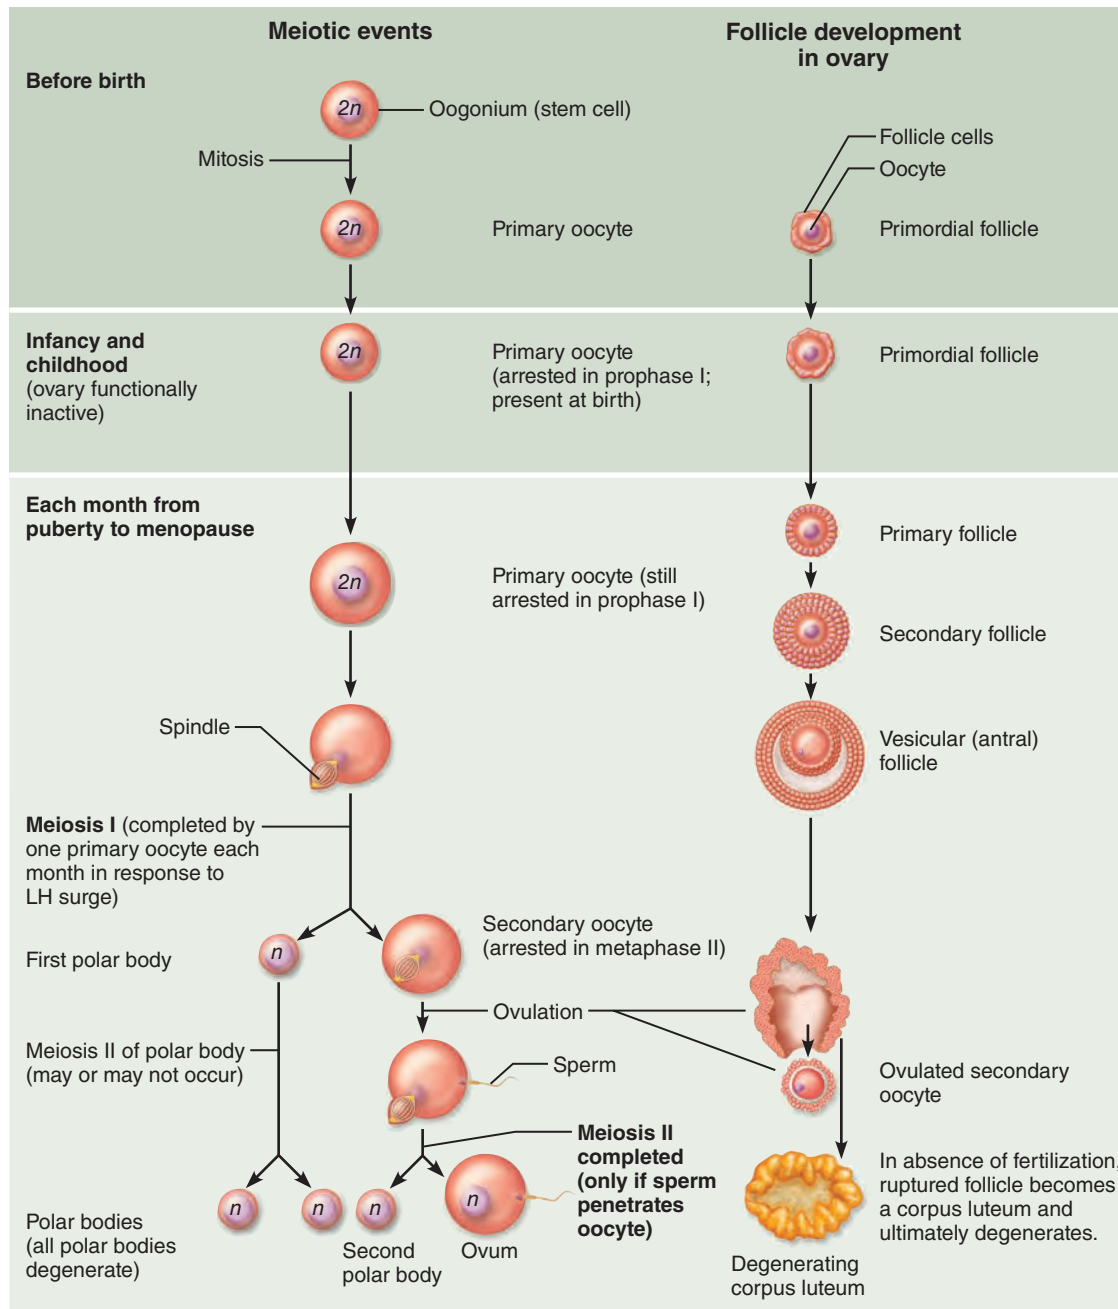 Meiotic events
Follicle development
in ovary
Before birth
2n
Oogonium (stem cell)
Mitosis
Follicle cells
Oocyte
2n
Primary oocyte
Primordial follicle
Infancy and
childhood
(ovary functionally
inactive)
2n
Primary oocyte
(arrested in prophase I;
present at birth)
Primordial follicle
Each month from
puberty to menopause
2n
Primary oocyte (still
arrested in prophase I)
Primary follicle
Secondary follicle
Spindle
Vesicular (antral)
follicle
Meiosis I (completed by
one primary oocyte each
month in response to
LH surge)
First polar body
n
Secondary oocyte
(arrested in metaphase II)
Ovulation
Meiosis II of polar body
(may or may not occur)
Sperm
Ovulated secondary
oocyte
Meiosis II
completed
(only if sperm
penetrates
oocyte)
In absence of fertilization,
ruptured follicle becomes
a corpus luteum and
ultimately degenerates.
n
n
n
n
Polar bodies
(all polar bodies
degenerate)
Second
polar body
Ovum
Degenerating
corpus luteum